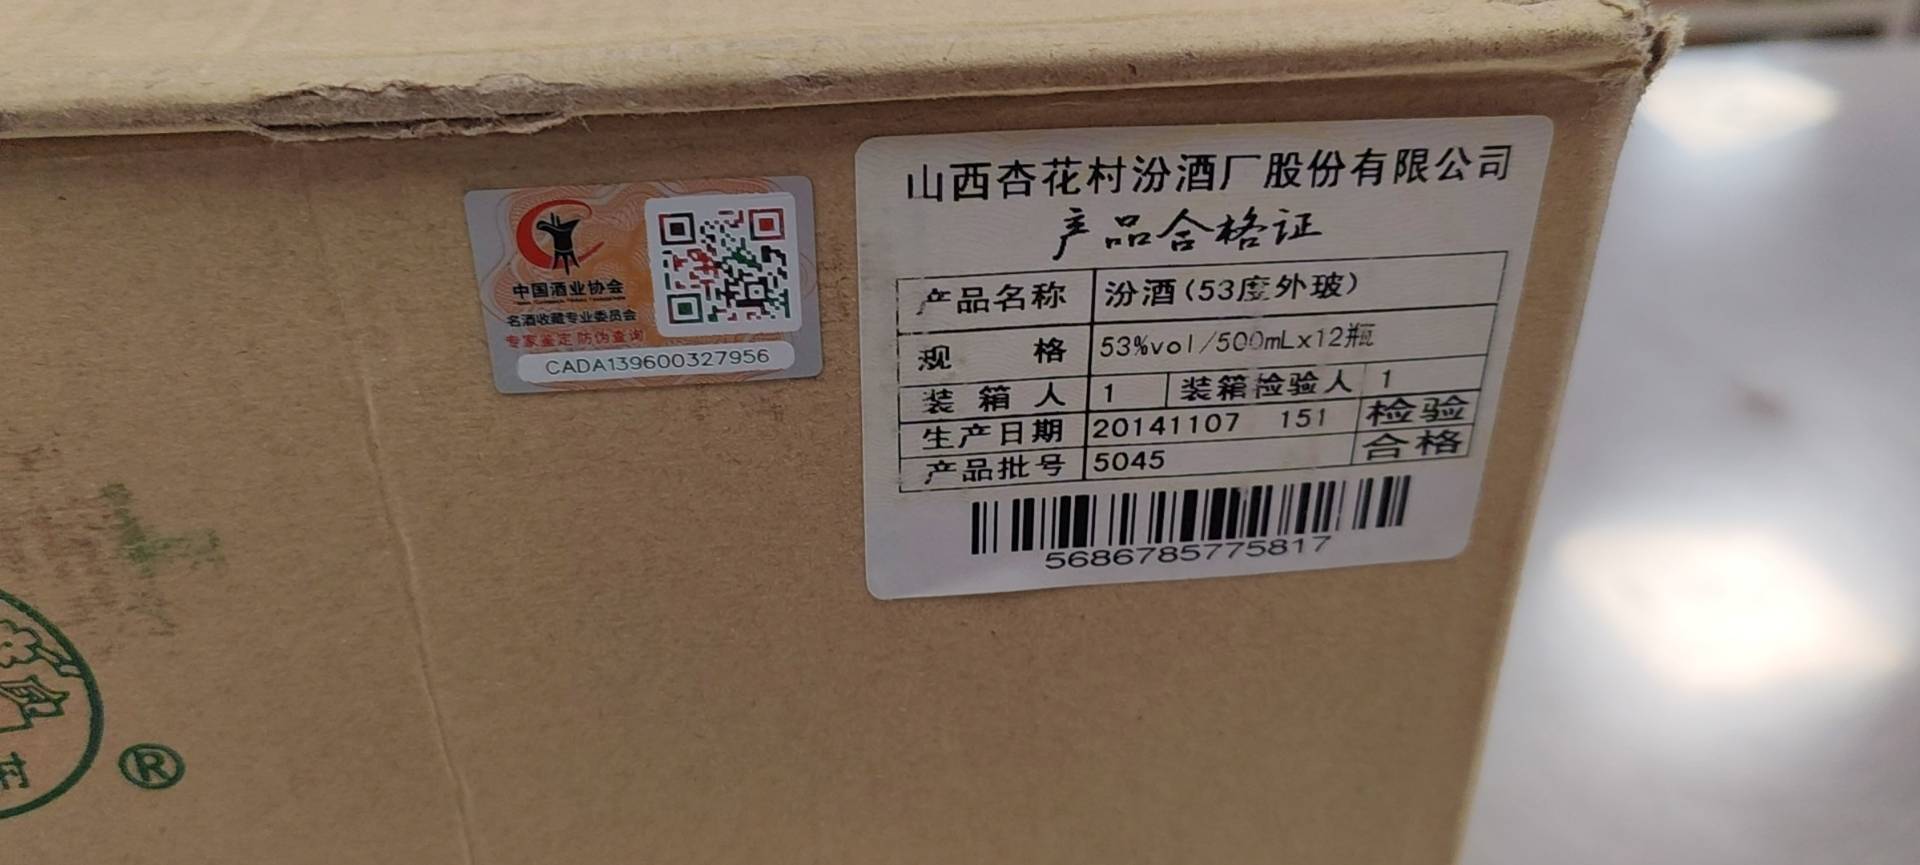 中国酒业协会
名酒收藏专业委员会
专家鉴定 防伪查询
CADA139600327956
山西杏花村汾酒厂股份有限公司
产品合格证
产品名称 汾酒(53度外玻)
规 格 53%vol/500mLx12瓶
装箱人 1 装箱检验人 1
生产日期 20141107 151 检验
产品批号 5045 合格
5686785775817
®